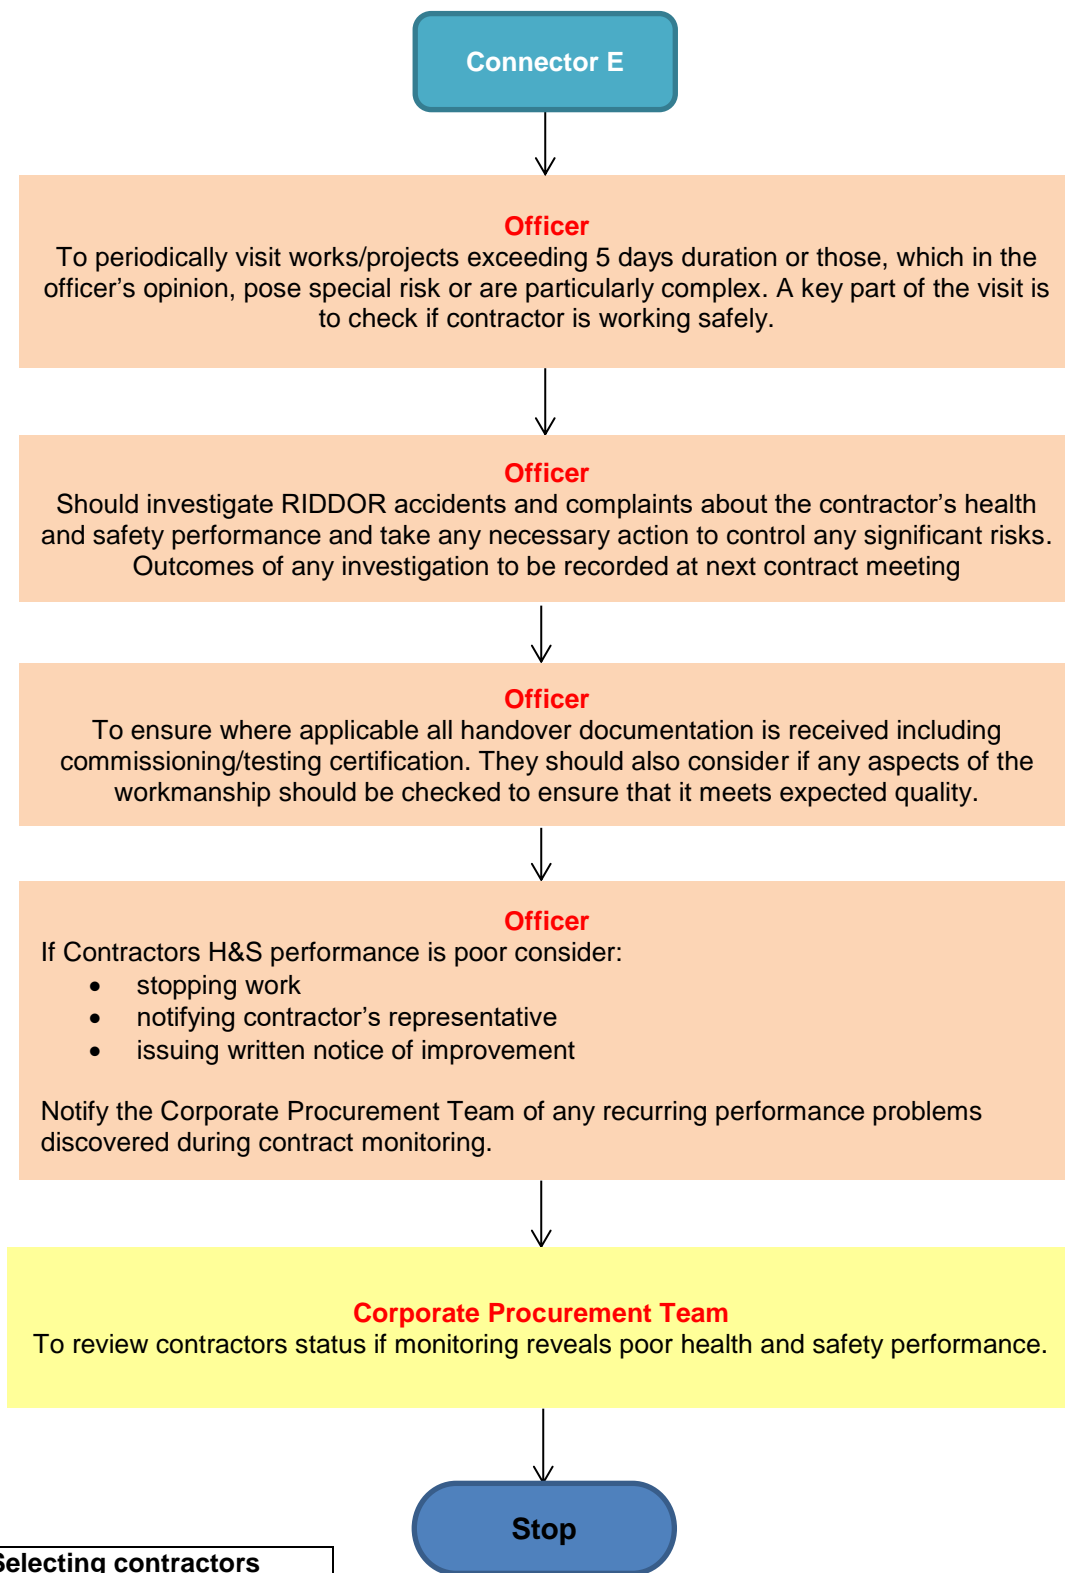 Connector E
Officer
To periodically visit works/projects exceeding 5 days duration or those, which in the
officer’s opinion, pose special risk or are particularly complex. A key part of the visit is
to check if contractor is working safely.
Officer
Should investigate RIDDOR accidents and complaints about the contractor’s health
and safety performance and take any necessary action to control any significant risks.
Outcomes of any investigation to be recorded at next contract meeting
Officer
To ensure where applicable all handover documentation is received including
commissioning/testing certification. They should also consider if any aspects of the
workmanship should be checked to ensure that it meets expected quality.
Officer
If Contractors H&S performance is poor consider:
• stopping work
• notifying contractor’s representative
• issuing written notice of improvement
Notify the Corporate Procurement Team of any recurring performance problems
discovered during contract monitoring.
Corporate Procurement Team
To review contractors status if monitoring reveals poor health and safety performance.
Stop
Selecting contractors